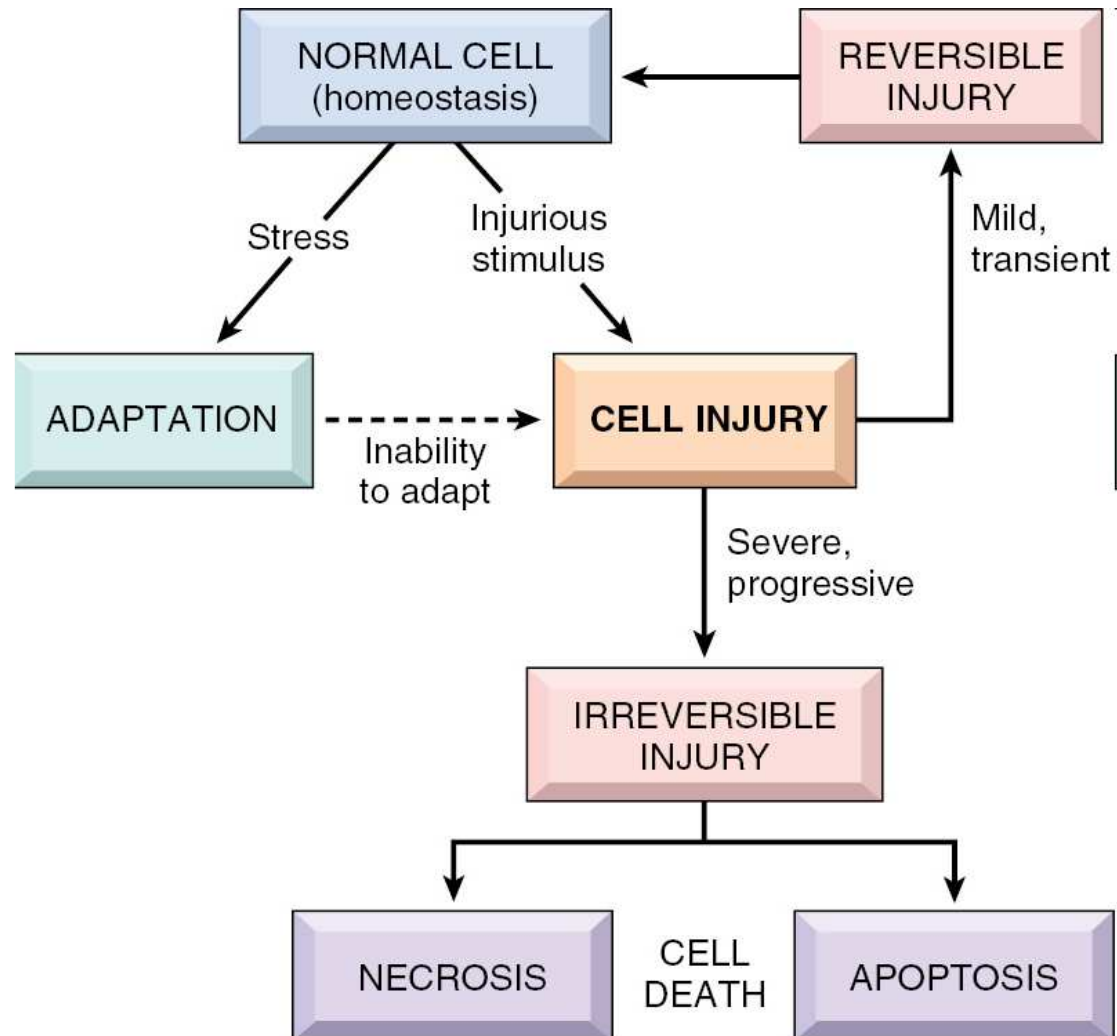 NORMAL CELL
(homeostasis)
REVERSIBLE
INJURY
Stress
Injurious
stimulus
Mild,
transient
ADAPTATION
Inability
to adapt
CELL INJURY
Severe,
progressive
IRREVERSIBLE
INJURY
NECROSIS
CELL
DEATH
APOPTOSIS